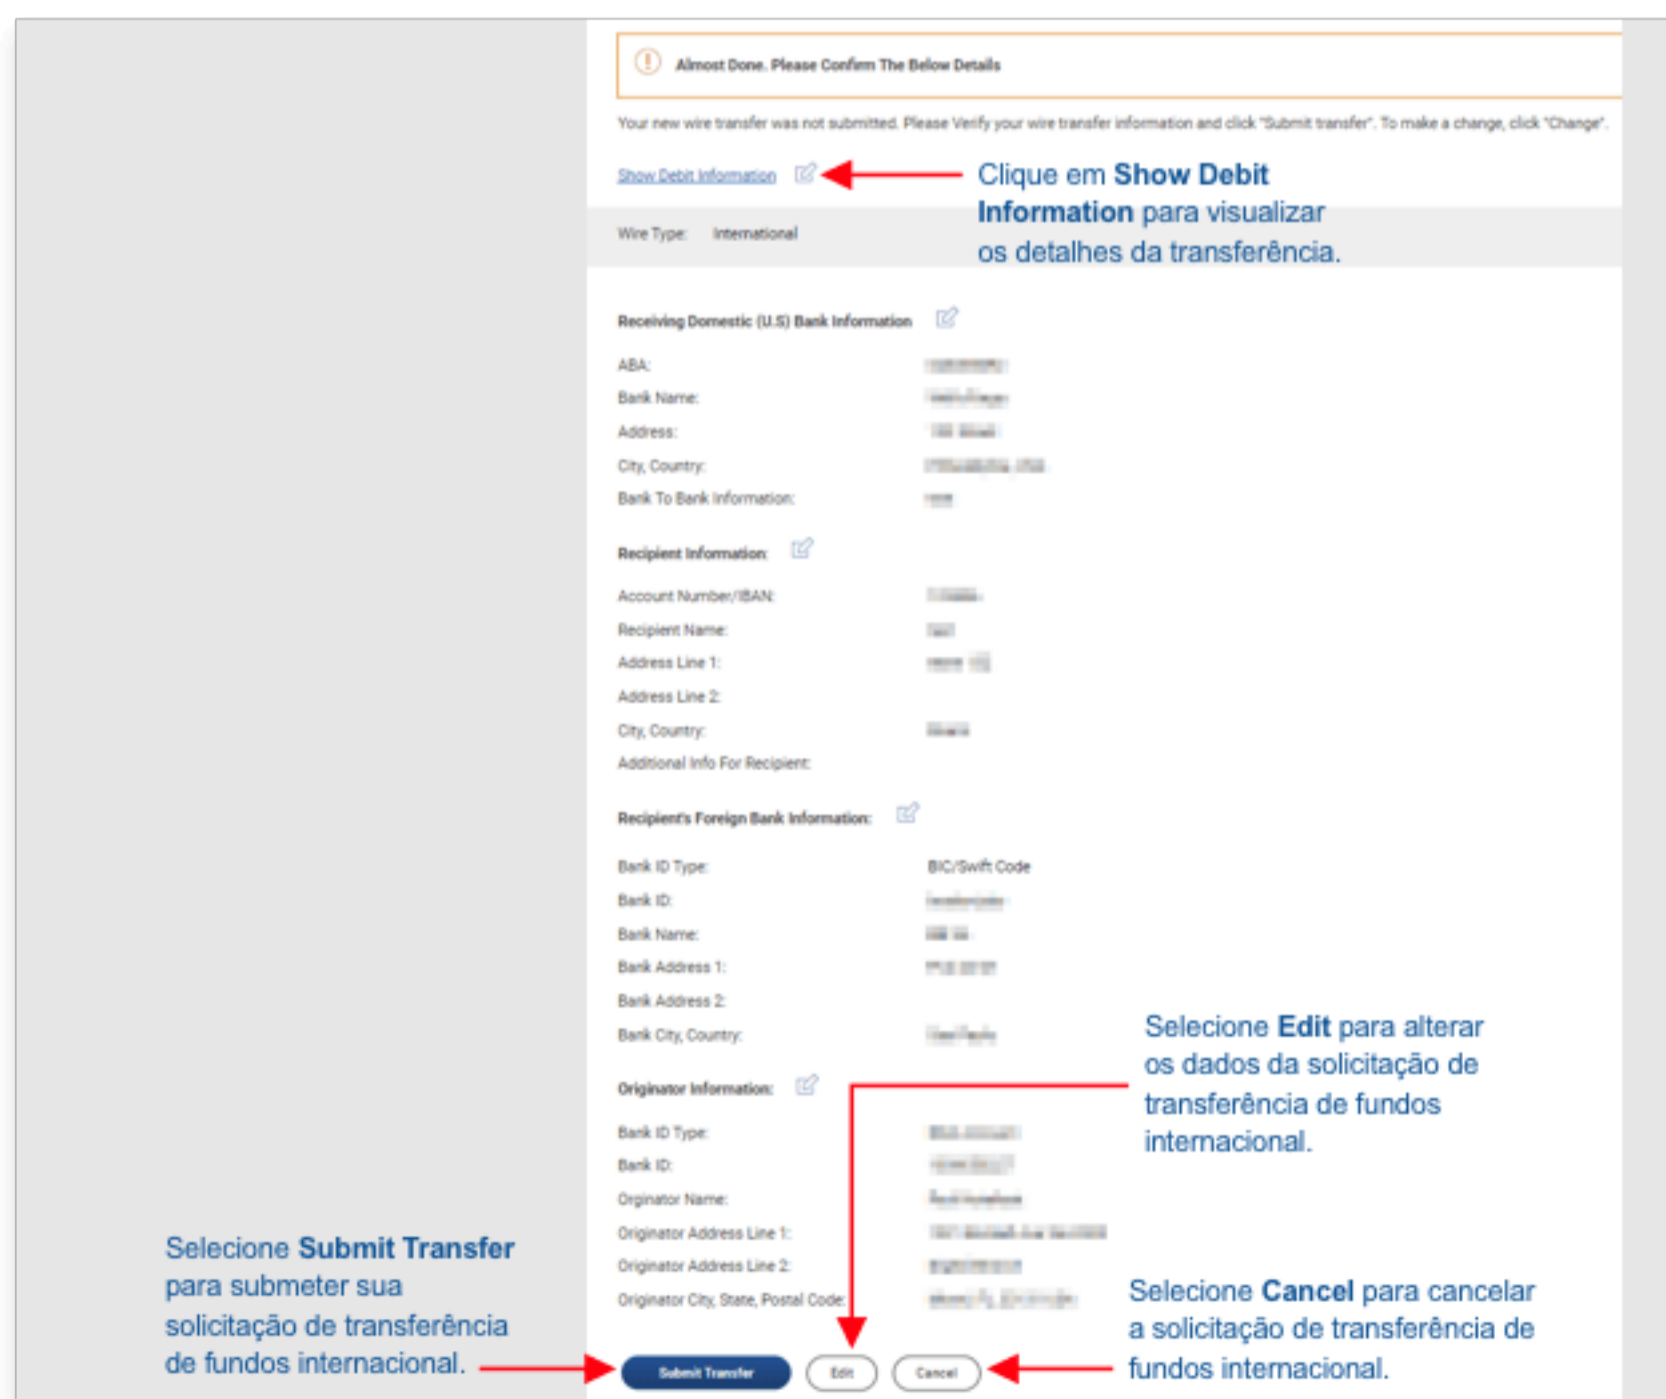 Almost Done. Please Confirm The Below Details
Your new wire transfer was not submitted. Please Verify your wire transfer information and click "Submit transfer". To make a change, click "Change".
Show Debit Information
Clique em Show Debit
Information para visualizar
os detalhes da transferência.
Wire Type: International
Receiving Domestic (U.S) Bank Information
ABA:
Bank Name:
Address:
City, Country:
Bank To Bank Information:
Recipient Information:
Account Number/IBAN:
Recipient Name:
Address Line 1:
Address Line 2:
City, Country:
Additional Info For Recipient:
Recipient's Foreign Bank Information:
Bank ID Type: BIC/Swift Code
Bank ID:
Bank Name:
Bank Address 1:
Bank Address 2:
Bank City, Country:
Selecione Edit para alterar
os dados da solicitação de
transferência de fundos
internacional.
Originator Information:
Bank ID Type:
Bank ID:
Orginator Name:
Originator Address Line 1:
Originator Address Line 2:
Originator City, State, Postal Code:
Selecione Submit Transfer
para submeter sua
solicitação de transferência
de fundos internacional.
Selecione Cancel para cancelar
a solicitação de transferência de
fundos internacional.
Submit Transfer Edit Cancel